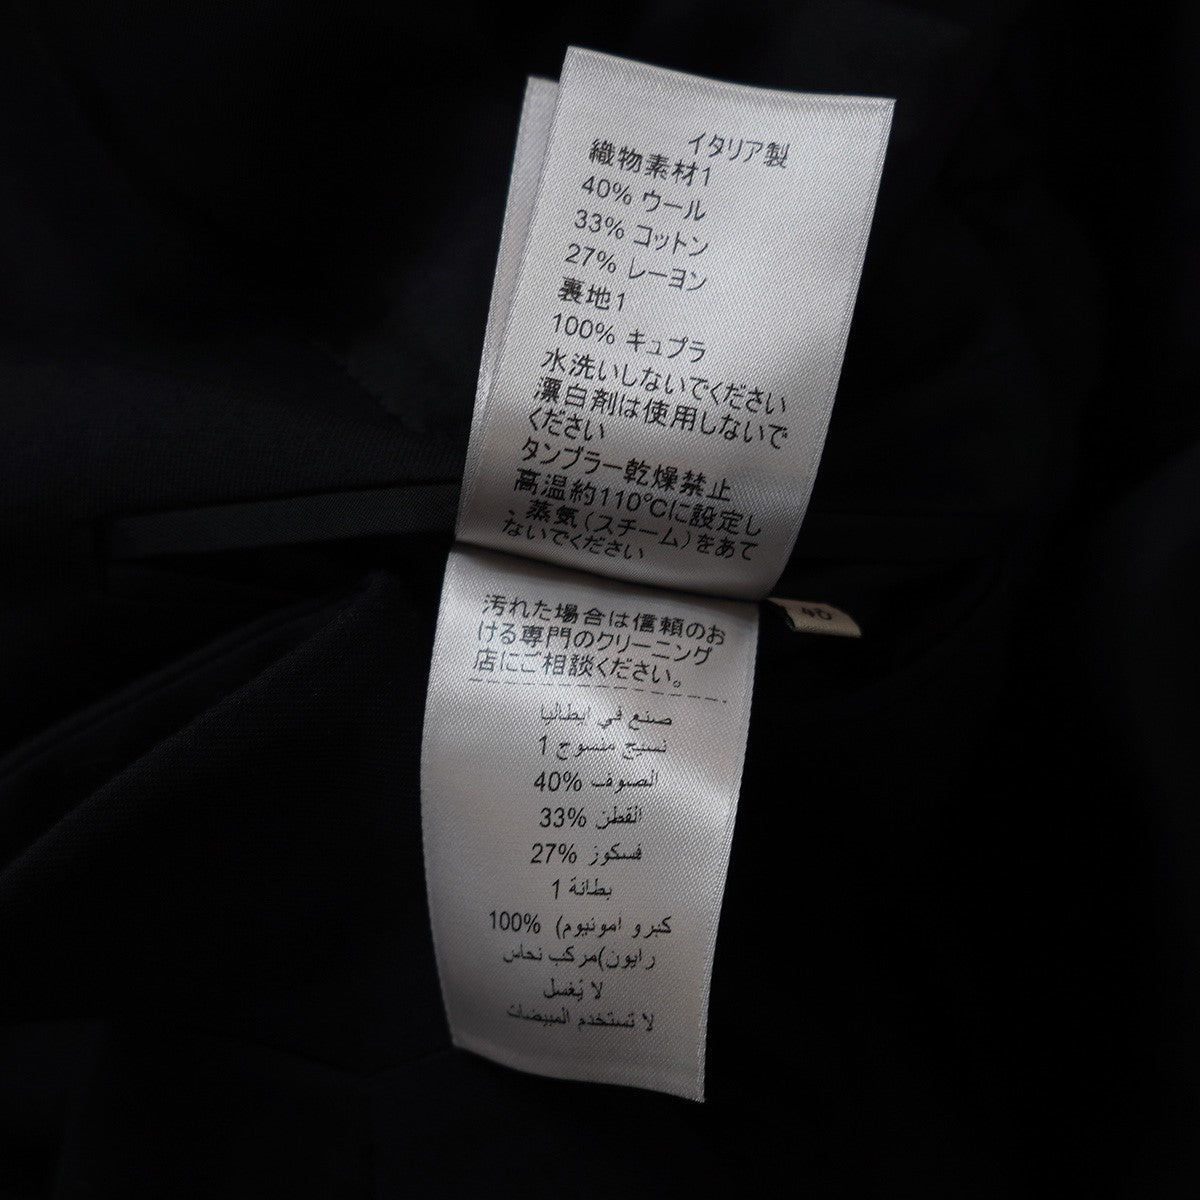 イタリア製
織物素材1
40% ウール
33% コットン
27% レーヨン
裏地1
100% キュプラ
水洗いしないでください
漂白剤は使用しないで
ください
タンブラー乾燥禁止
高温約110℃に設定し
、蒸気(スチーム)をあて
ないでください
汚れた場合は信頼のお
ける専門のクリーニング
店にご相談ください。
صنع في ايطاليا
نسيج منسوج 1
الصوف %40
القطن %33
فسكوز %27
بطانة 1
كبرو امونيوم) %100
رايون)مركب نحاس
لا يُغسل
لا تستخدم المبيضات